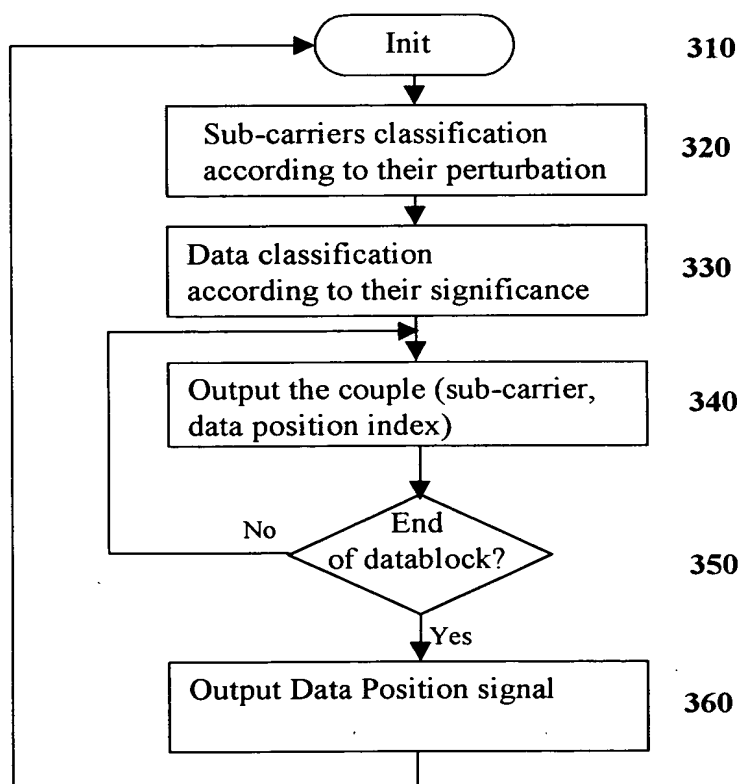 Init
310
Sub-carriers classification
according to their perturbation
320
Data classification
according to their significance
330
Output the couple (sub-carrier,
data position index)
340
No
End
of datablock?
350
Yes
Output Data Position signal
360